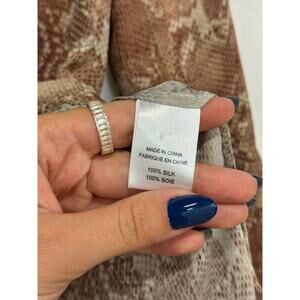 MADE IN CHINA
FABRIQUE EN CHINE
100% SILK
100% SOIE